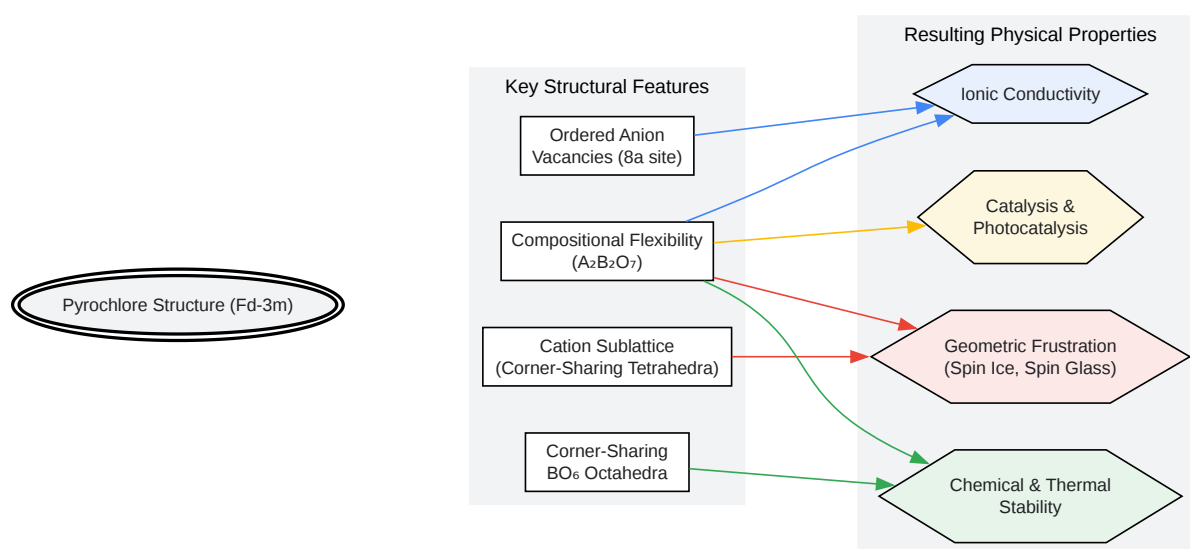 Pyrochlore Structure (Fd-3m)
Key Structural Features
Ordered Anion
Vacancies (8a site)
Compositional Flexibility
(A₂B₂O₇)
Cation Sublattice
(Corner-Sharing Tetrahedra)
Corner-Sharing
BO₆ Octahedra
Resulting Physical Properties
Ionic Conductivity
Catalysis &
Photocatalysis
Geometric Frustration
(Spin Ice, Spin Glass)
Chemical & Thermal
Stability